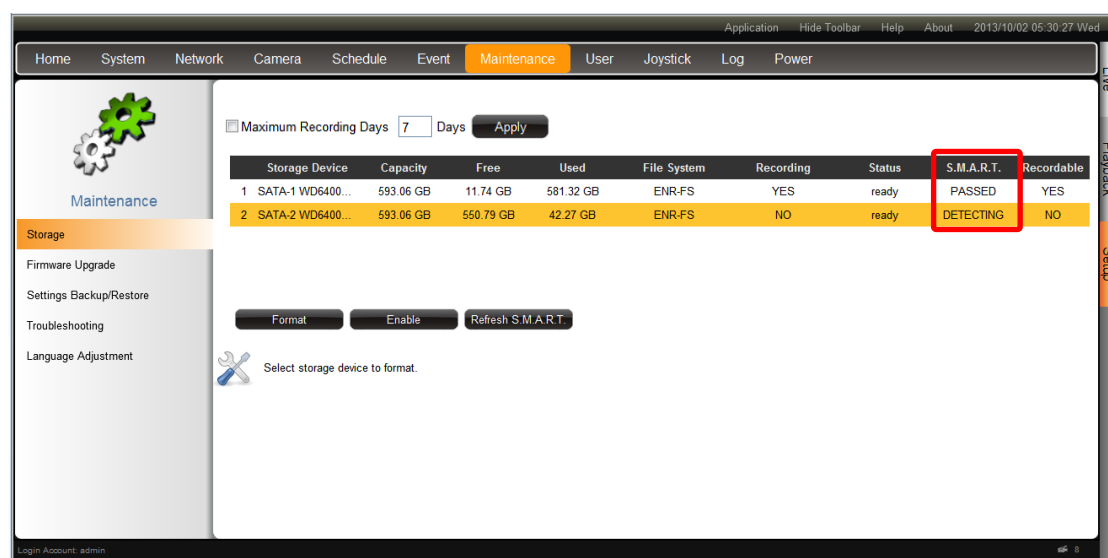 Application Hide Toolbar Help About 2013/10/02 05:30:27 Wed
Home System Network Camera Schedule Event Maintenance User Joystick Log Power
Live
Playback
Setup
Maximum Recording Days 7 Days Apply
Storage Device Capacity Free Used File System Recording Status S.M.A.R.T. Recordable
1 SATA-1 WD6400... 593.06 GB 11.74 GB 581.32 GB ENR-FS YES ready PASSED YES
2 SATA-2 WD6400... 593.06 GB 550.79 GB 42.27 GB ENR-FS NO ready DETECTING NO
Maintenance
Storage
Firmware Upgrade
Settings Backup/Restore
Troubleshooting
Language Adjustment
Format Enable Refresh S.M.A.R.T.
Select storage device to format.
Login Account: admin 8